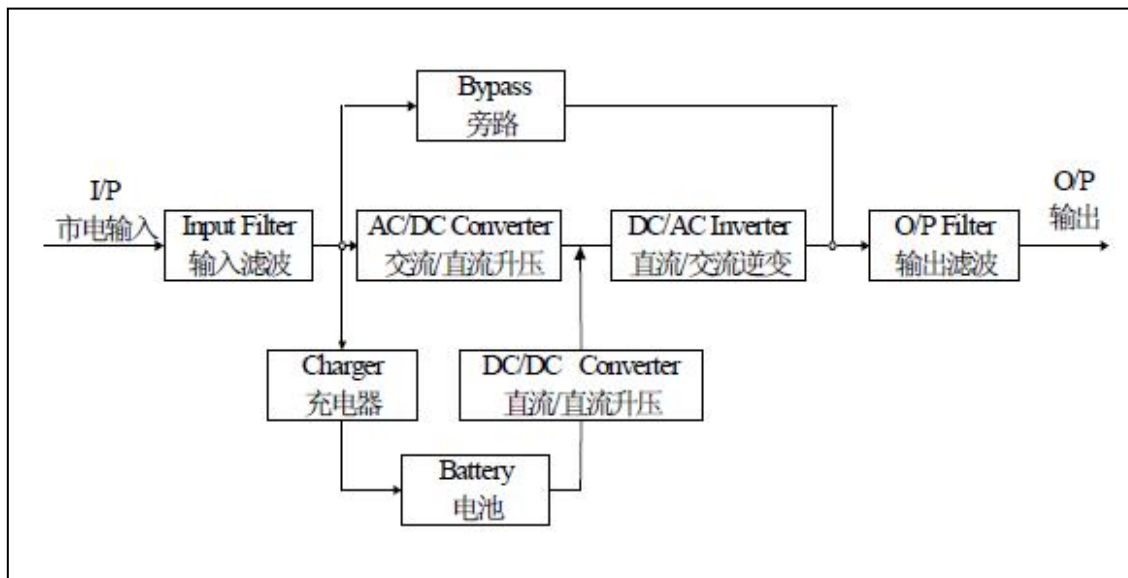 Bypass
旁路
I/P
市电输入
Input Filter
输入滤波
AC/DC Converter
交流/直流升压
DC/AC Inverter
直流/交流逆变
O/P Filter
输出滤波
O/P
输出
Charger
充电器
DC/DC Converter
直流/直流升压
Battery
电池